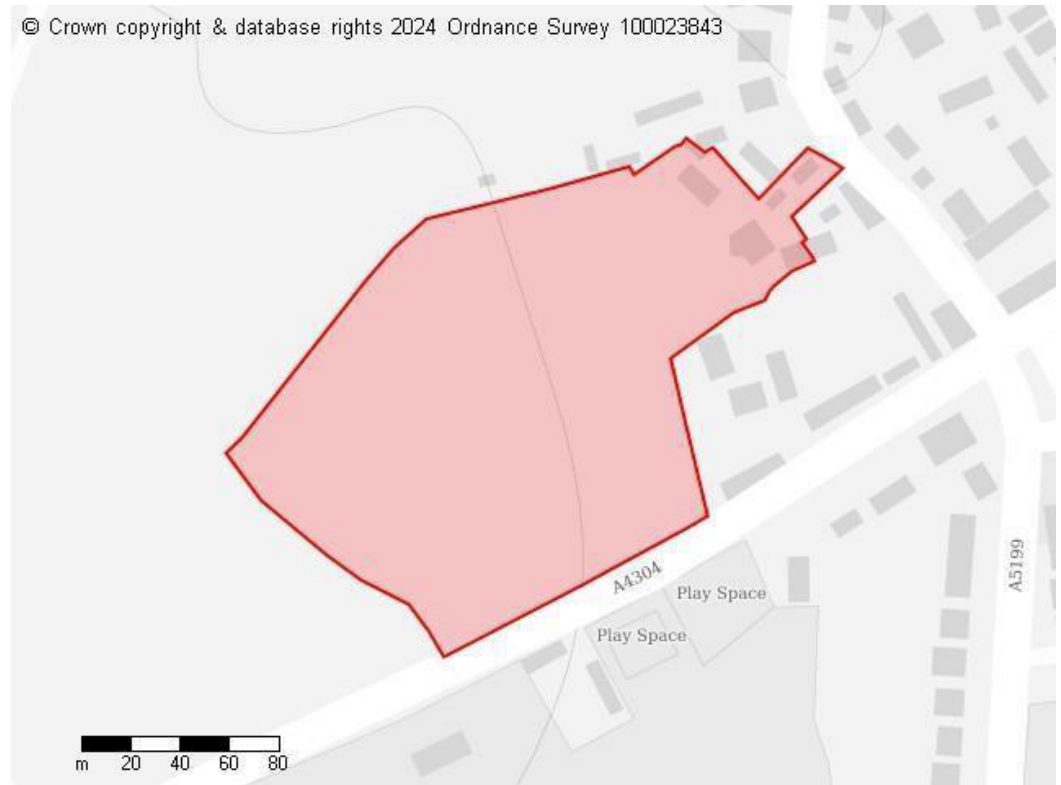 © Crown copyright & database rights 2024 Ordnance Survey 100023843
A4304
Play Space
Play Space
A5199
m 20 40 60 80